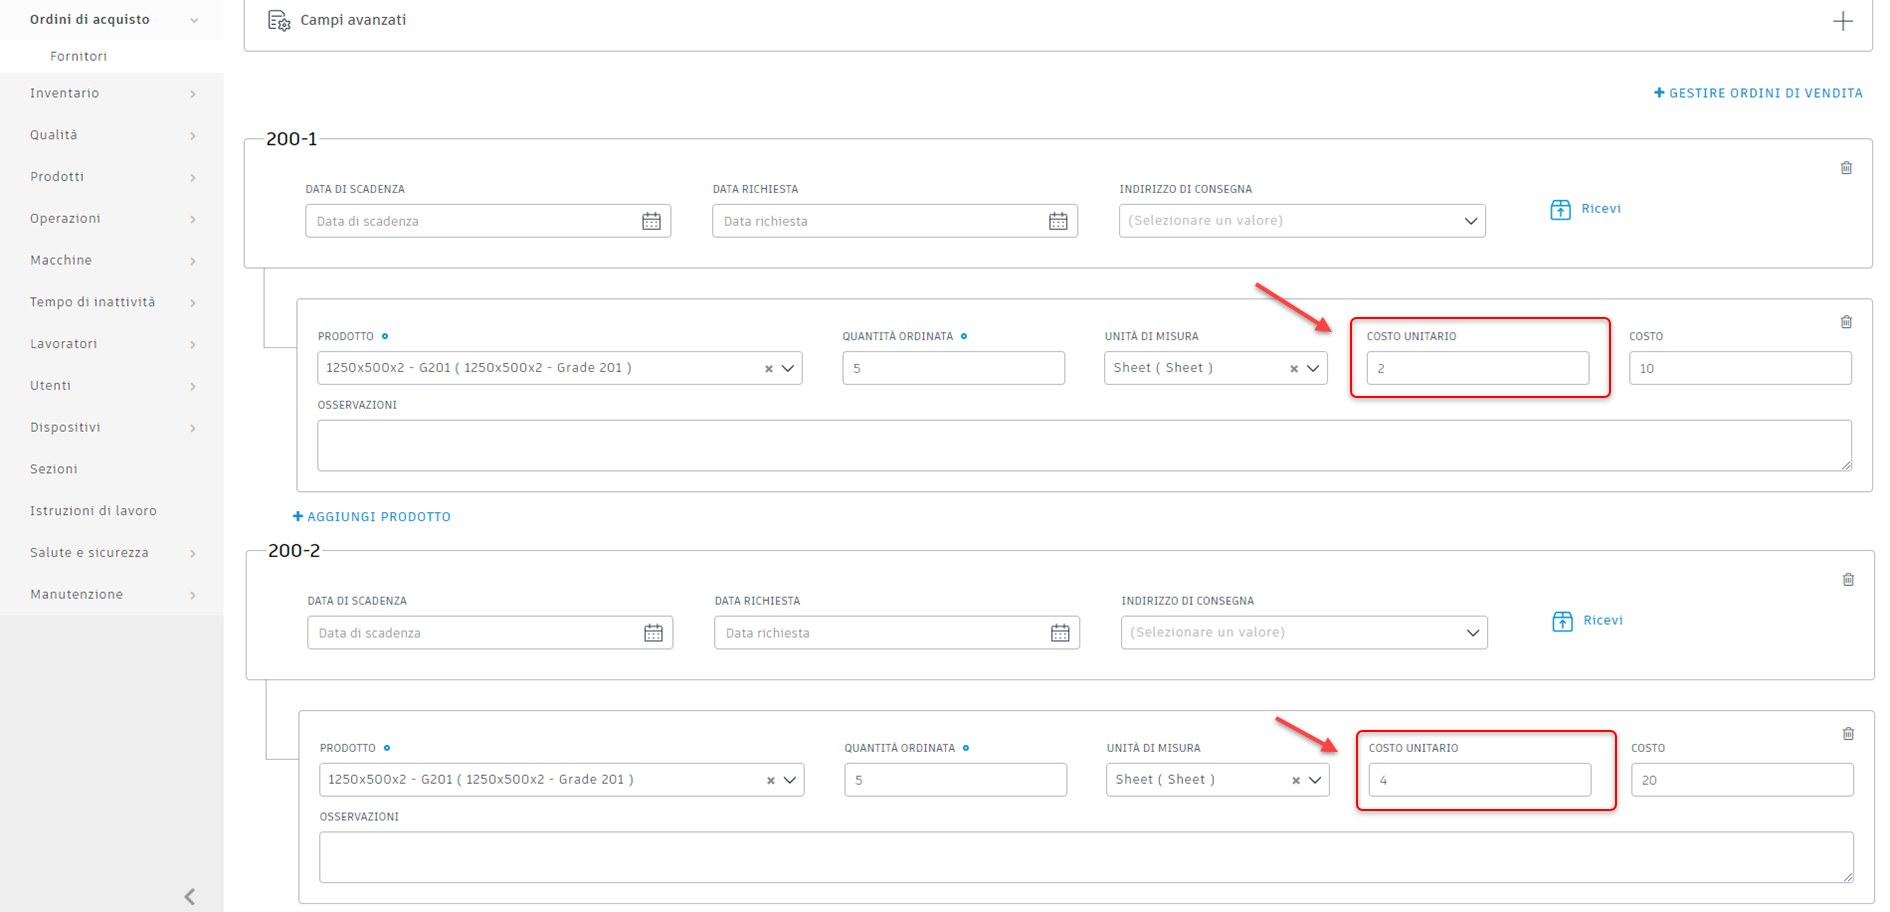 Ordini di acquisto
Fornitori
Inventario
Qualità
Prodotti
Operazioni
Macchine
Tempo di inattività
Lavoratori
Utenti
Dispositivi
Sezioni
Istruzioni di lavoro
Salute e sicurezza
Manutenzione
Campi avanzati
+ GESTIRE ORDINI DI VENDITA
200-1
DATA DI SCADENZA DATA RICHIESTA INDIRIZZO DI CONSEGNA
Data di scadenza Data richiesta (Selezionare un valore) Ricevi
PRODOTTO QUANTITÀ ORDINATA UNITÀ DI MISURA COSTO UNITARIO COSTO
1250x500x2 - G201 ( 1250x500x2 - Grade 201 ) 5 Sheet ( Sheet ) 2 10
OSSERVAZIONI
+ AGGIUNGI PRODOTTO
200-2
DATA DI SCADENZA DATA RICHIESTA INDIRIZZO DI CONSEGNA
Data di scadenza Data richiesta (Selezionare un valore) Ricevi
PRODOTTO QUANTITÀ ORDINATA UNITÀ DI MISURA COSTO UNITARIO COSTO
1250x500x2 - G201 ( 1250x500x2 - Grade 201 ) 5 Sheet ( Sheet ) 4 20
OSSERVAZIONI